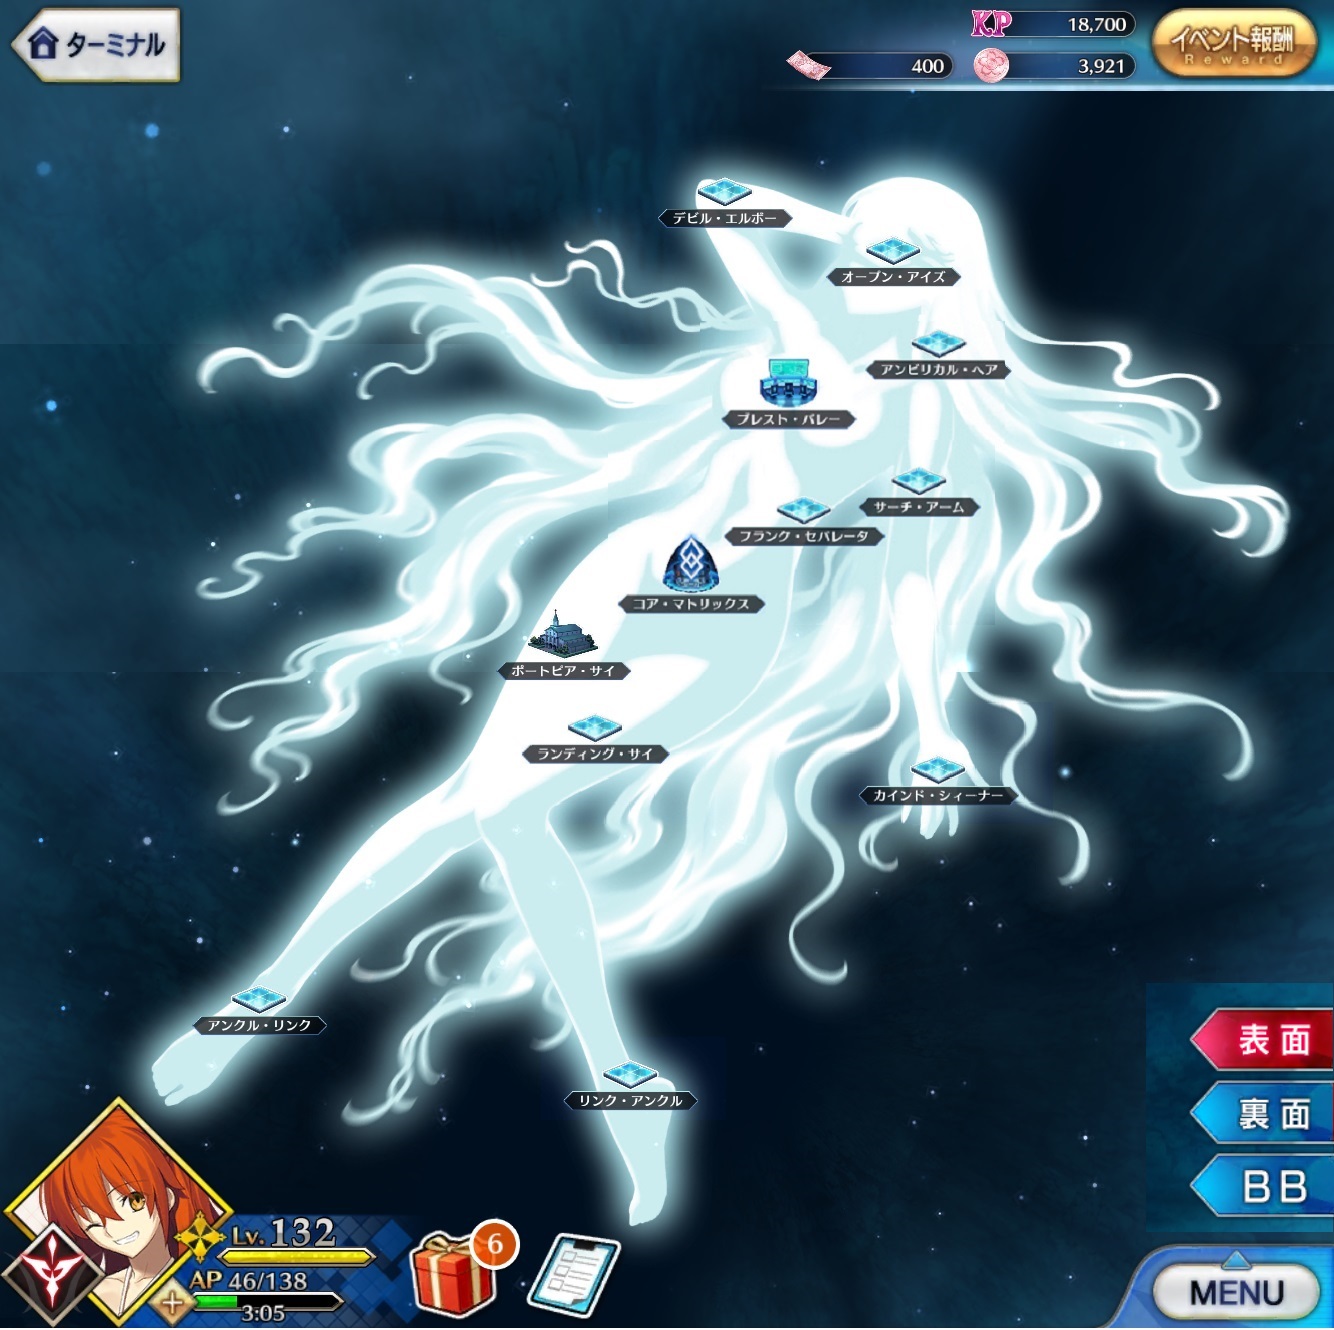 ターミナル
KP 18,700
400 3,921
イベント報酬
Reward
デビル・エルボー
オープン・アイズ
アンビリカル・ヘア
ブレスト・バレー
サーチ・アーム
フランク・セパレータ
コア・マトリックス
ポートピア・サイ
ランディング・サイ
カインド・シィーナー
アンクル・リンク
リンク・アンクル
表面
裏面
BB
Lv.132
AP 46/138
3:05
6
MENU